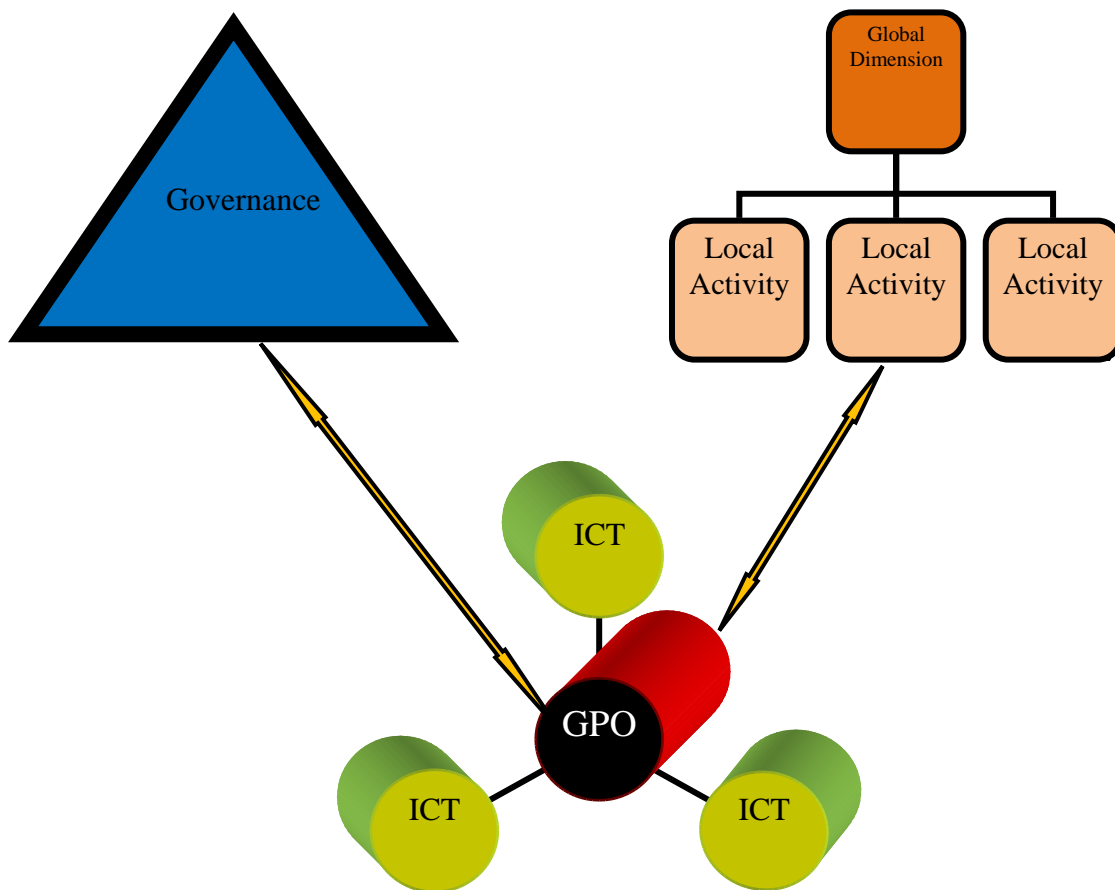 Global
Dimension
Governance
Local
Activity
Local
Activity
Local
Activity
ICT
GPO
ICT
ICT